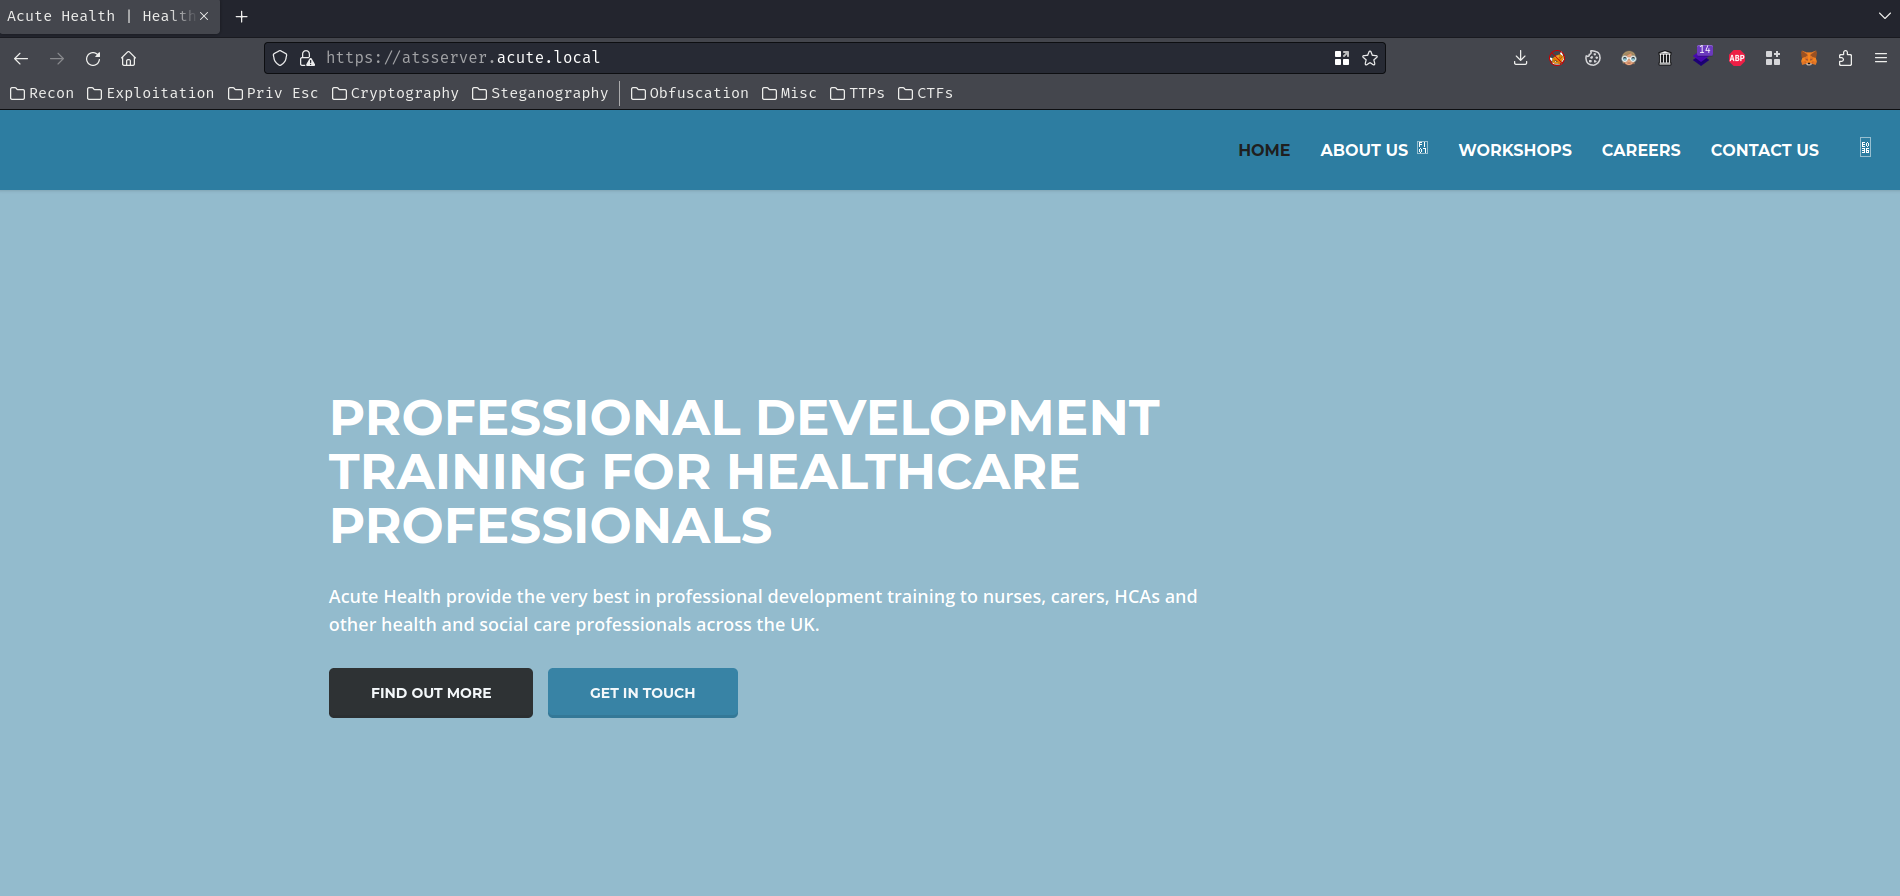 Acute Health | Health
https://atsserver.acute.local
14
ABP
Recon Exploitation Priv Esc Cryptography Steganography Obfuscation Misc TTPs CTFs
HOME ABOUT US WORKSHOPS CAREERS CONTACT US
PROFESSIONAL DEVELOPMENT
TRAINING FOR HEALTHCARE
PROFESSIONALS
Acute Health provide the very best in professional development training to nurses, carers, HCAs and
other health and social care professionals across the UK.
FIND OUT MORE GET IN TOUCH